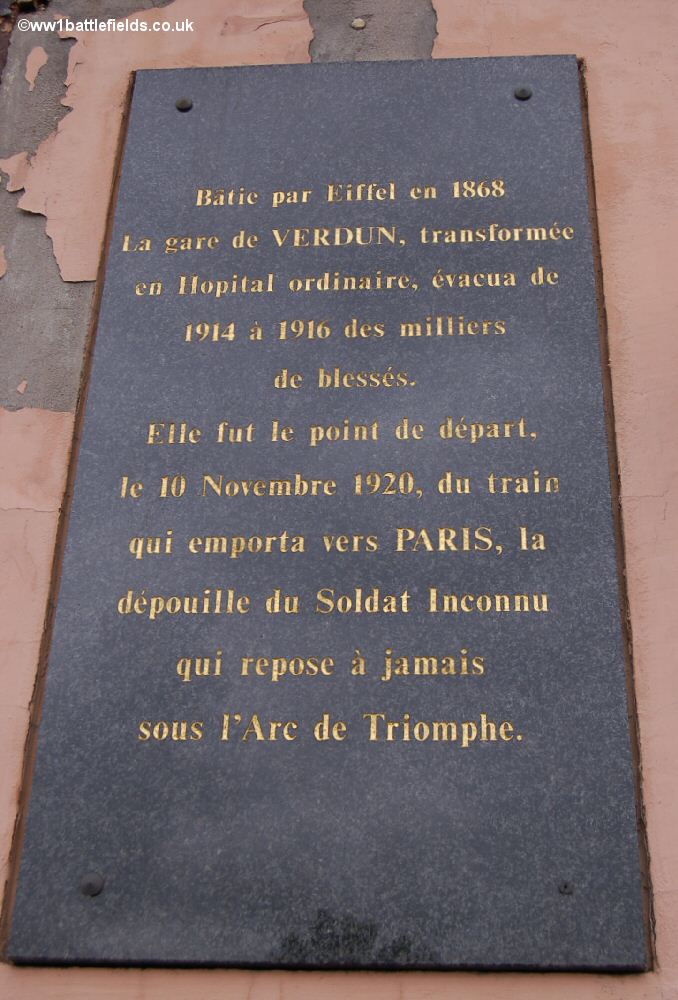 ©ww1battlefields.co.uk
Bâtie par Eiffel en 1868
La gare de VERDUN, transformée
en Hopital ordinaire, évacua de
1914 à 1916 des milliers
de blessés.
Elle fut le point de départ,
le 10 Novembre 1920, du train
qui emporta vers PARIS, la
dépouille du Soldat Inconnu
qui repose à jamais
sous l'Arc de Triomphe.